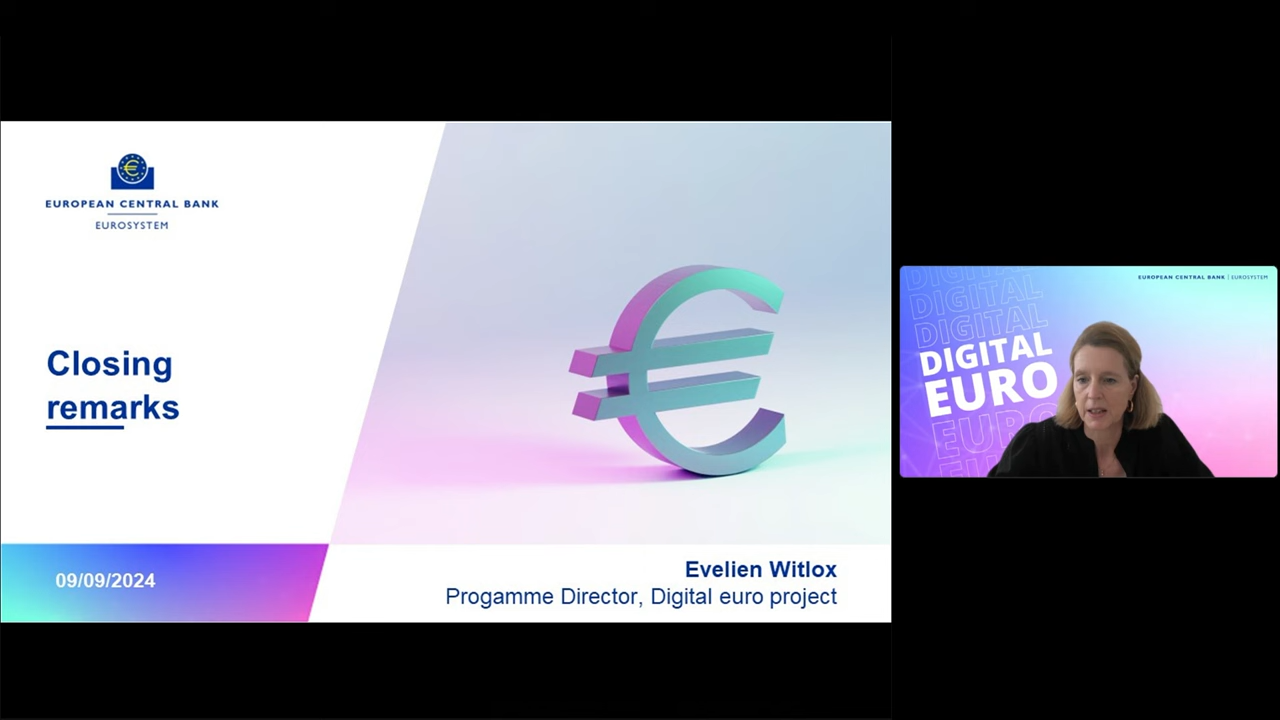 EUROPEAN CENTRAL BANK
EUROSYSTEM
Closing
remarks
09/09/2024
Evelien Witlox
Progamme Director, Digital euro project
EUROPEAN CENTRAL BANK | EUROSYSTEM
DIGITAL
DIGITAL
DIGITAL
DIGITAL
EURO
EURO